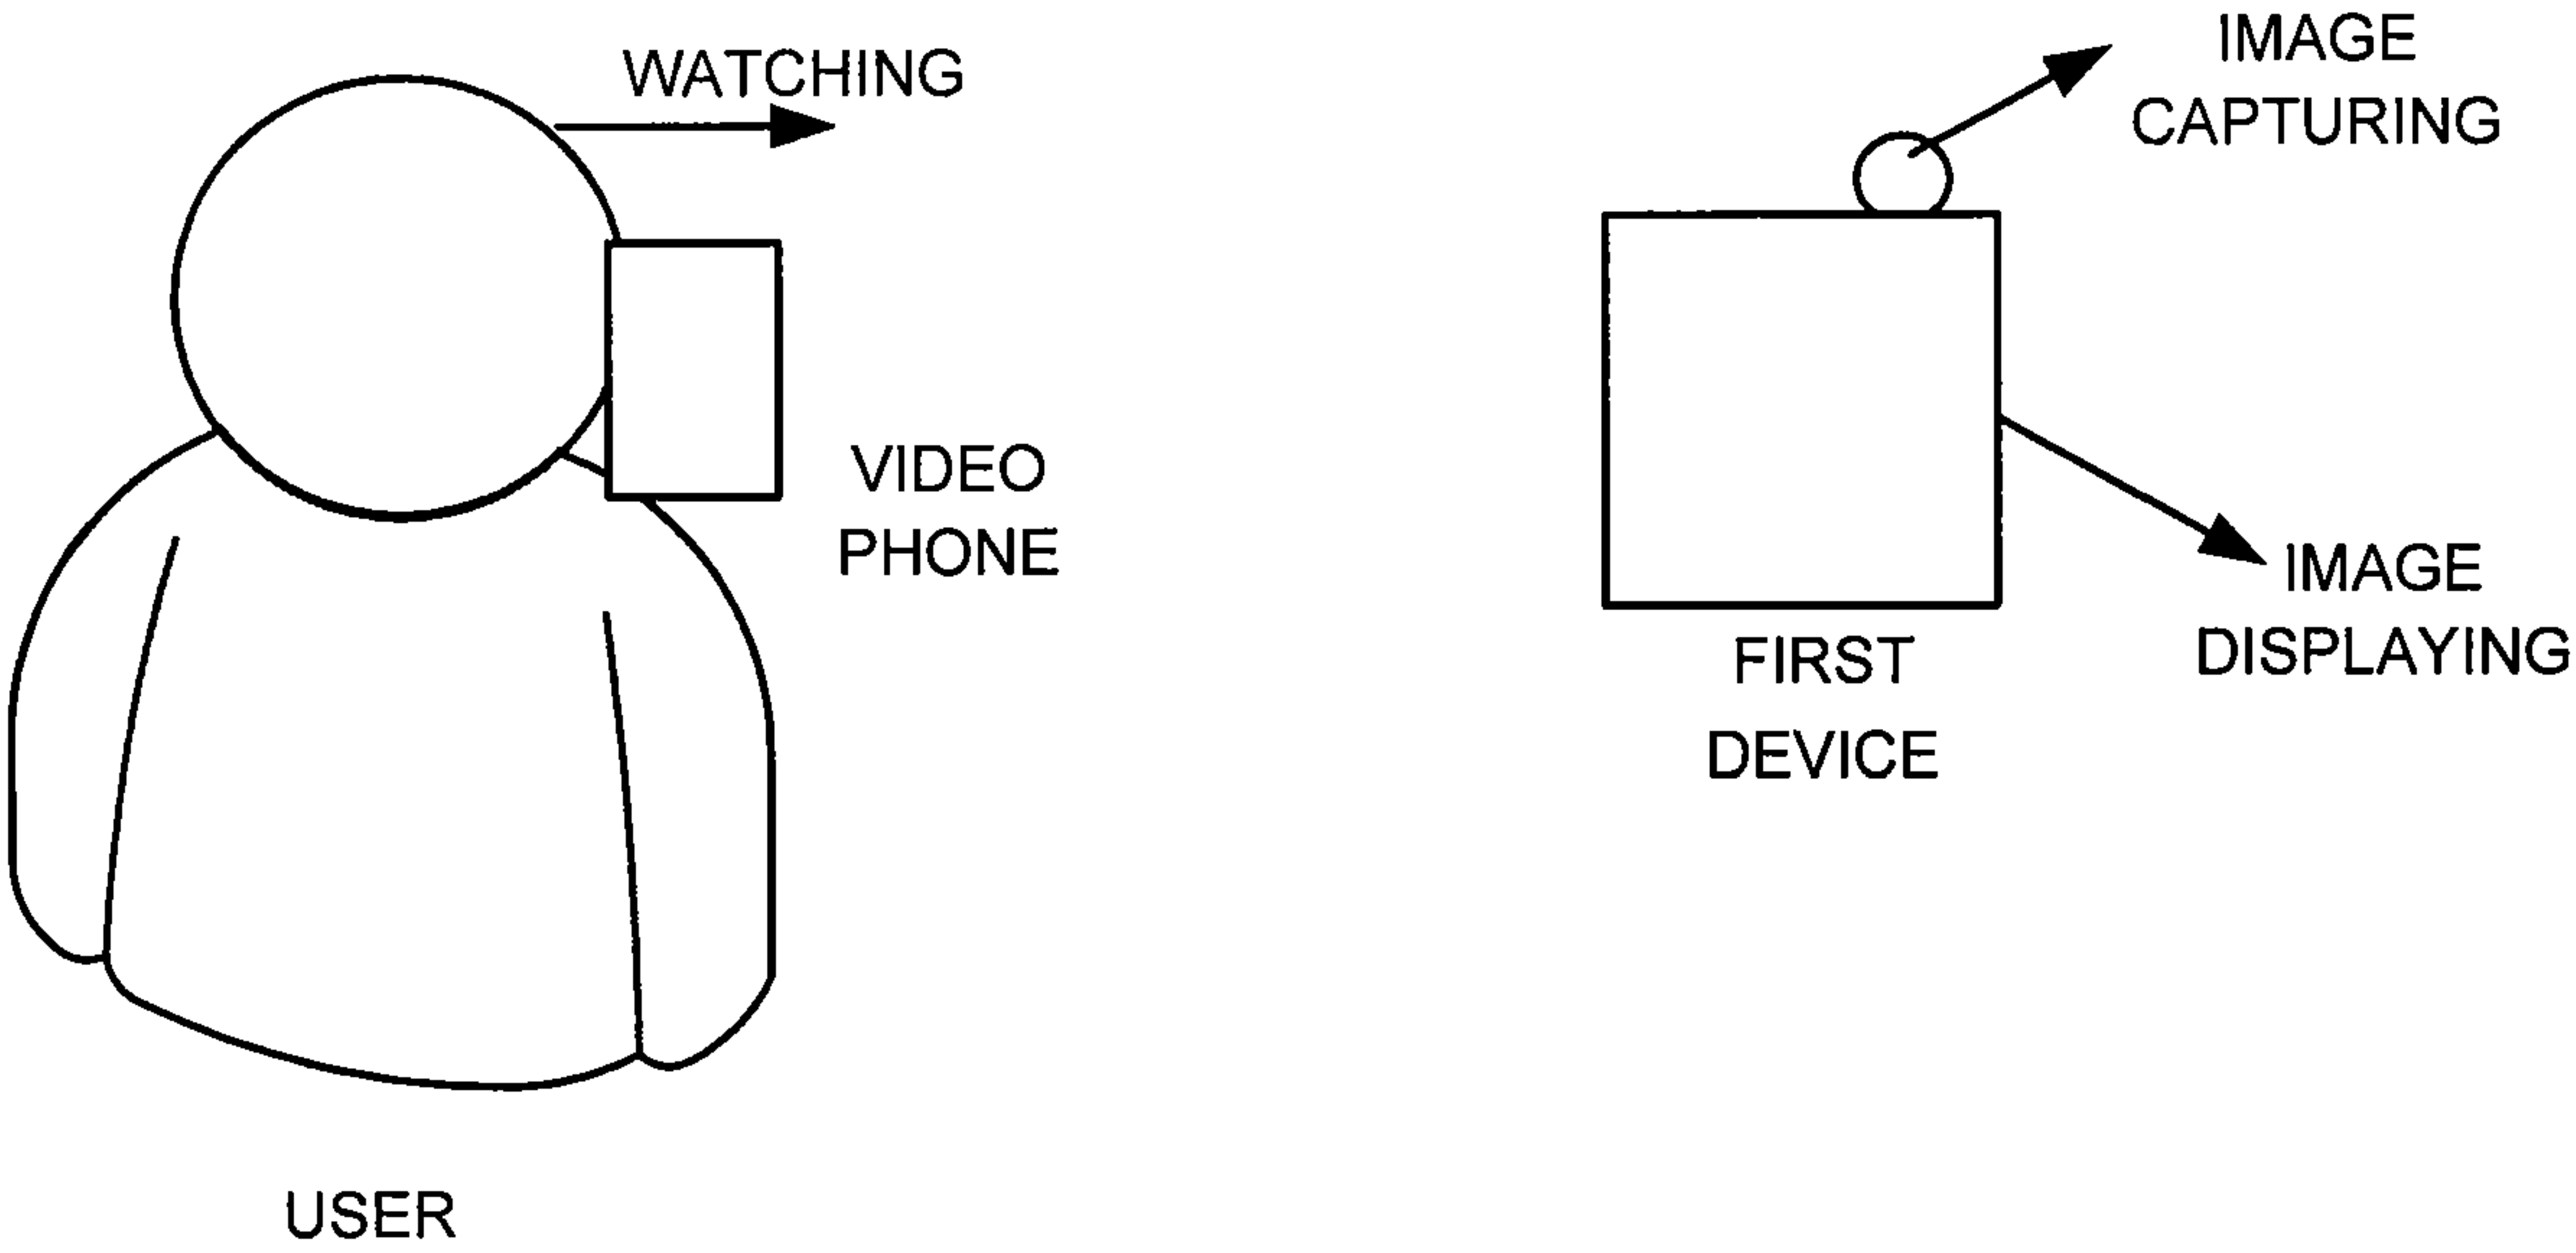 WATCHING
IMAGE
CAPTURING
VIDEO
PHONE
IMAGE
DISPLAYING
FIRST
DEVICE
USER